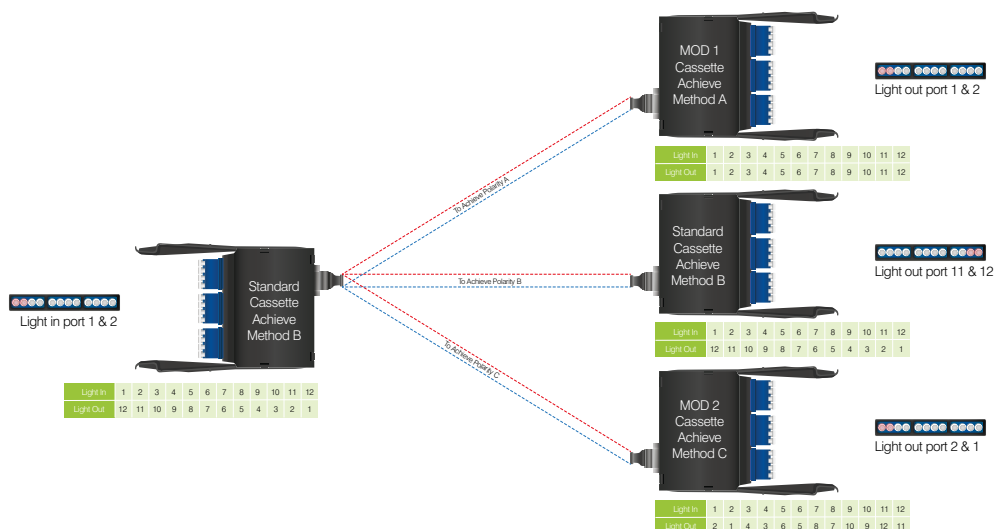 MOD 1
Cassette
Achieve
Method A
Light out port 1 & 2
Light In 1 2 3 4 5 6 7 8 9 10 11 12
Light Out 1 2 3 4 5 6 7 8 9 10 11 12
To Achieve Polarity A
Standard
Cassette
Achieve
Method B
Light out port 11 & 12
Light In 1 2 3 4 5 6 7 8 9 10 11 12
Light Out 12 11 10 9 8 7 6 5 4 3 2 1
To Achieve Polarity B
Standard
Cassette
Achieve
Method B
Light in port 1 & 2
Light In 1 2 3 4 5 6 7 8 9 10 11 12
Light Out 12 11 10 9 8 7 6 5 4 3 2 1
To Achieve Polarity C
MOD 2
Cassette
Achieve
Method C
Light out port 2 & 1
Light In 1 2 3 4 5 6 7 8 9 10 11 12
Light Out 2 1 4 3 6 5 8 7 10 9 12 11